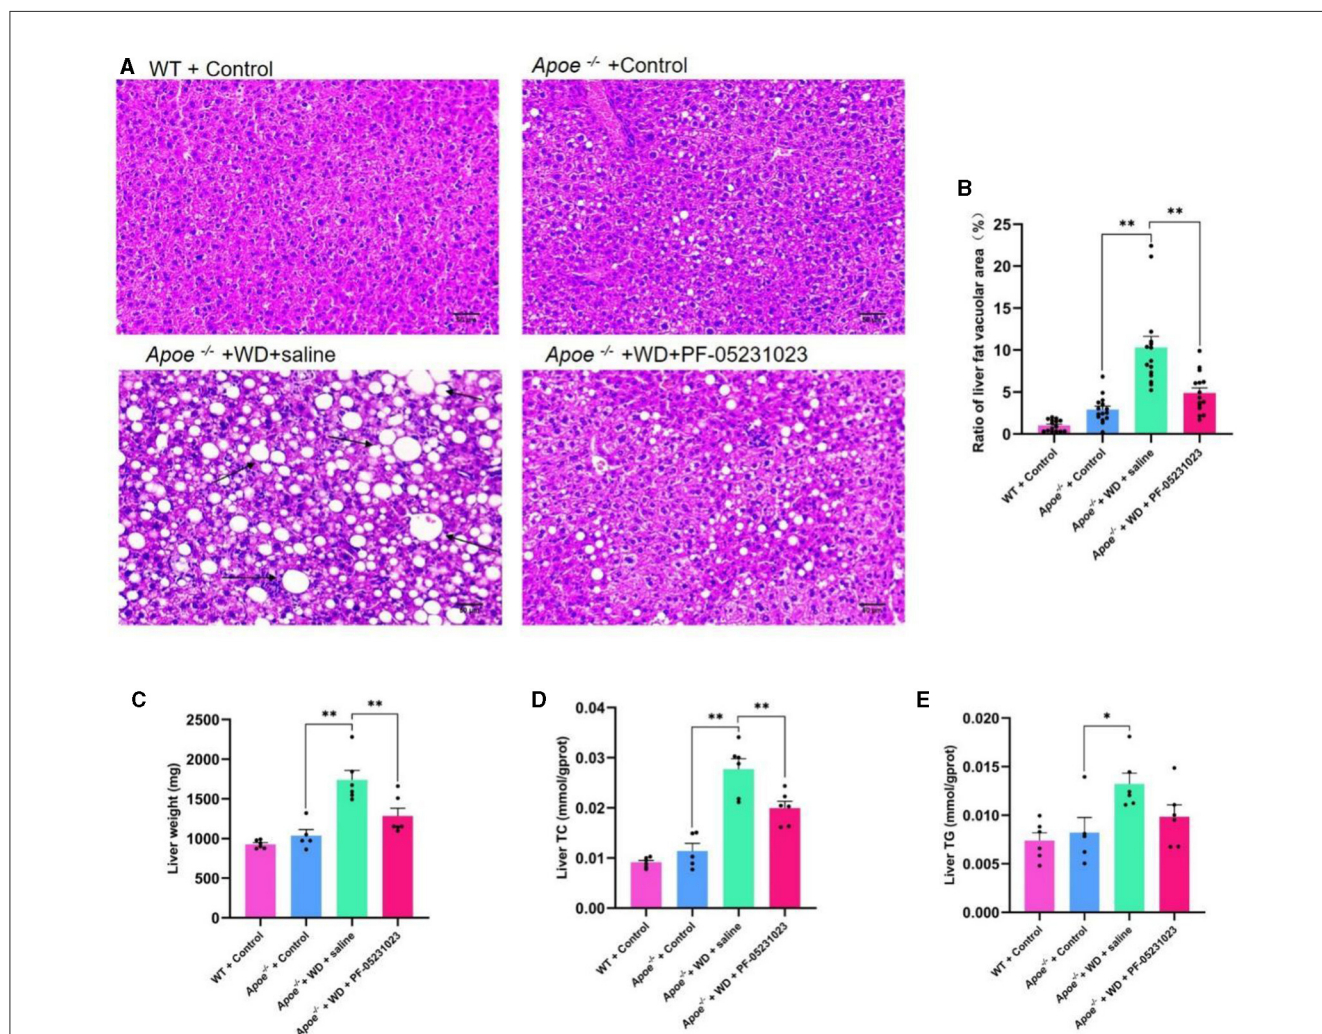 A WT + Control
Apoe -/- +Control
Apoe -/- +WD+saline
Apoe -/- +WD+PF-05231023
B
Ratio of liver fat vacuolar area (%)
25
20
15
10
5
0
**
**
WT + Control
Apoe-/- + Control
Apoe-/- + WD + saline
Apoe-/- + WD + PF-05231023
C
Liver weight (mg)
2500
2000
1500
1000
500
0
**
**
WT + Control
Apoe-/- + Control
Apoe-/- + WD + saline
Apoe-/- + WD + PF-05231023
D
Liver TC (mmol/gprot)
0.04
0.03
0.02
0.01
0.00
**
**
WT + Control
Apoe-/- + Control
Apoe-/- + WD + saline
Apoe-/- + WD + PF-05231023
E
Liver TG (mmol/gprot)
0.020
0.015
0.010
0.005
0.000
*
WT + Control
Apoe-/- + Control
Apoe-/- + WD + saline
Apoe-/- + WD + PF-05231023